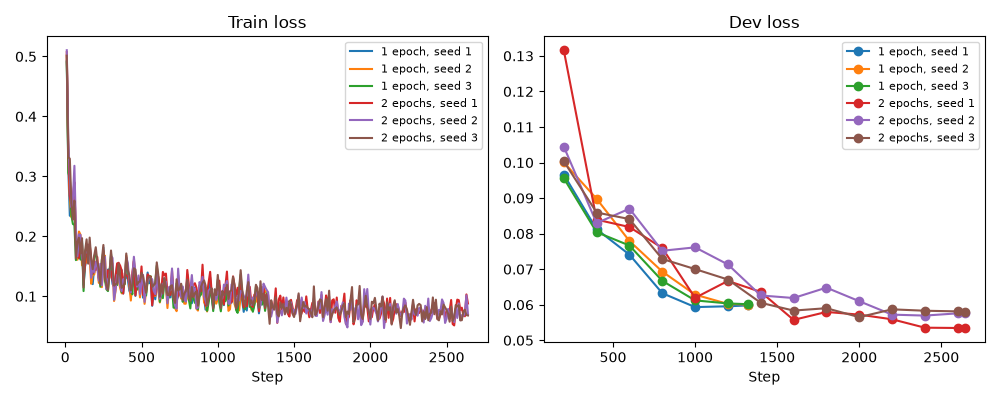 Train loss
0.5
0.4
0.3
0.2
0.1
1 epoch, seed 1
1 epoch, seed 2
1 epoch, seed 3
2 epochs, seed 1
2 epochs, seed 2
2 epochs, seed 3
0 500 1000 1500 2000 2500
Step
Dev loss
0.13
0.12
0.11
0.10
0.09
0.08
0.07
0.06
0.05
1 epoch, seed 1
1 epoch, seed 2
1 epoch, seed 3
2 epochs, seed 1
2 epochs, seed 2
2 epochs, seed 3
500 1000 1500 2000 2500
Step